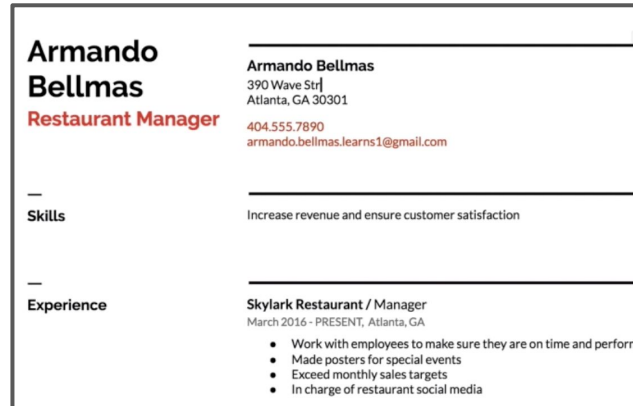 Armando
Bellmas
Restaurant Manager
Armando Bellmas
390 Wave Str
Atlanta, GA 30301
404.555.7890
armando.bellmas.learns1@gmail.com
Skills
Increase revenue and ensure customer satisfaction
Experience
Skylark Restaurant / Manager
March 2016 - PRESENT, Atlanta, GA
● Work with employees to make sure they are on time and perform
● Made posters for special events
● Exceed monthly sales targets
● In charge of restaurant social media